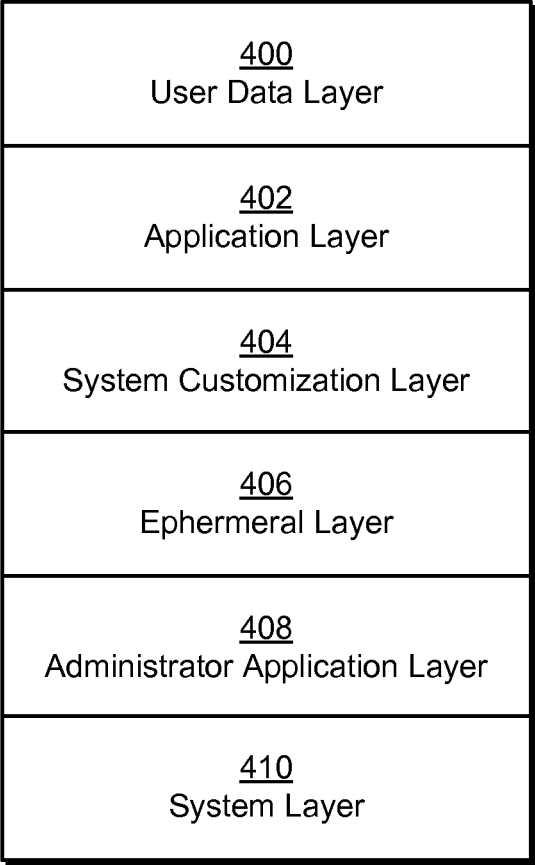 400
User Data Layer
402
Application Layer
404
System Customization Layer
406
Ephermeral Layer
408
Administrator Application Layer
410
System Layer